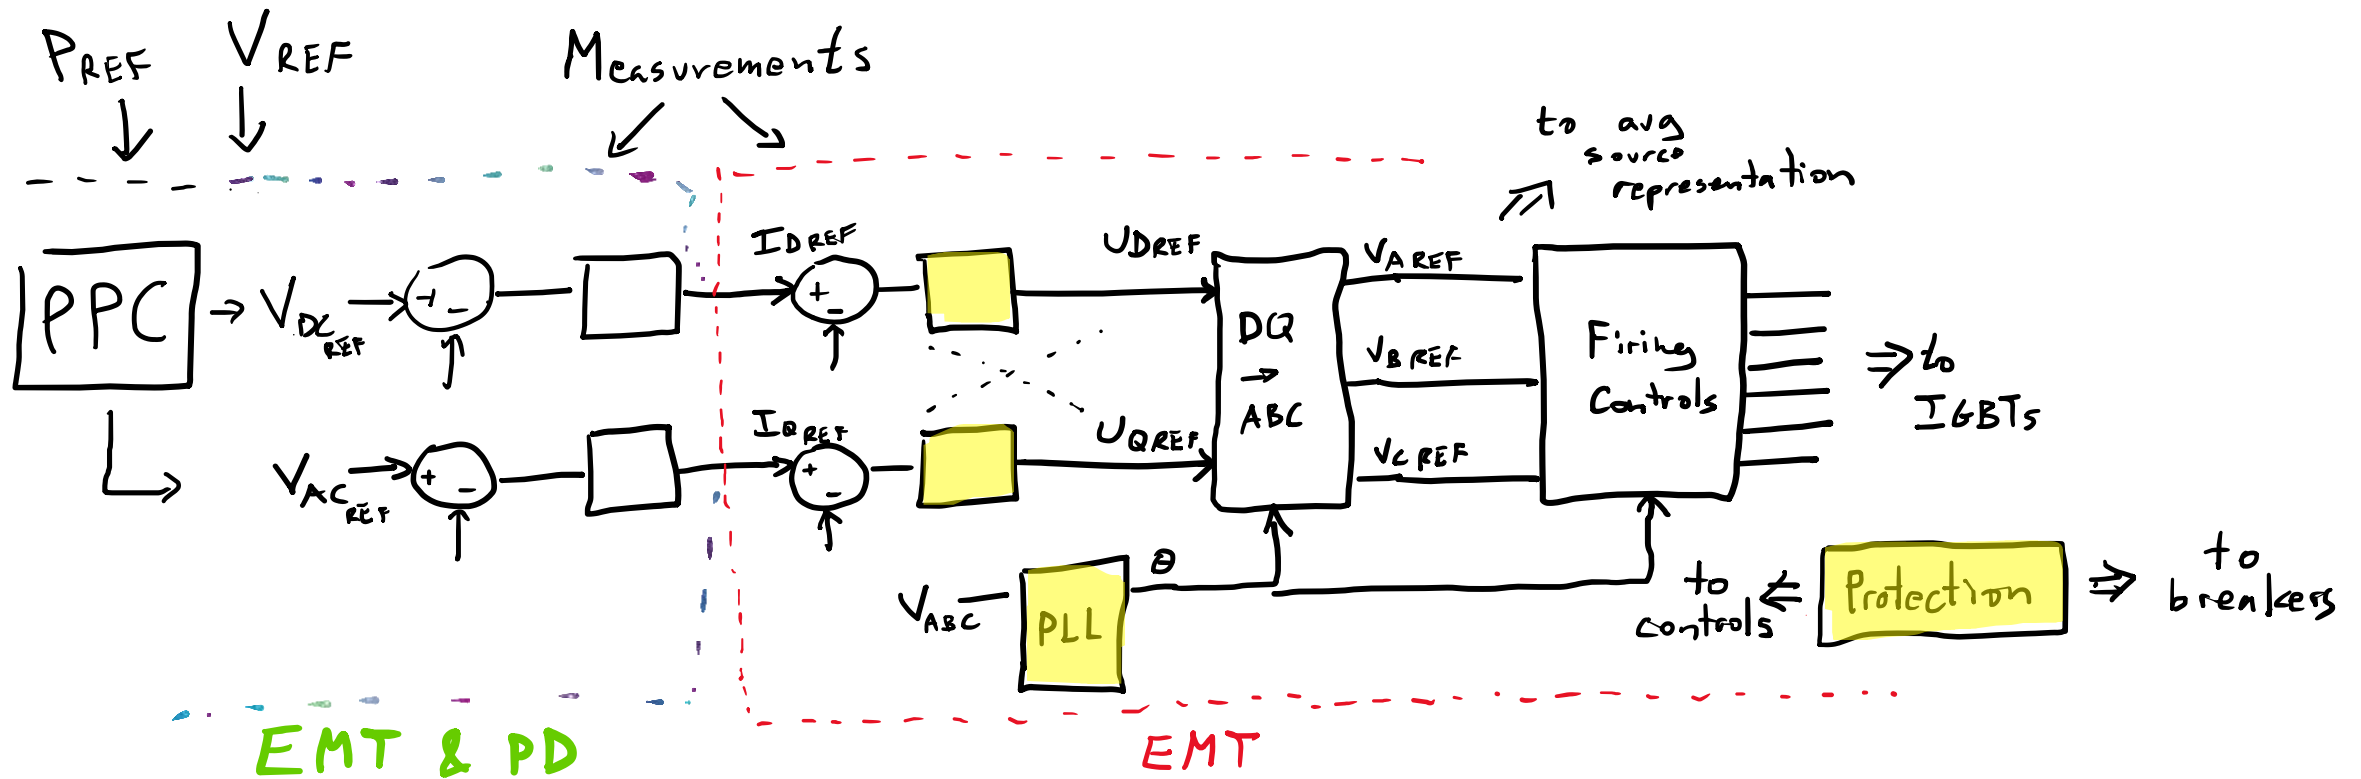 PREF
VREF
Measurements
to avg
source
representation
PPC
VDC REF
+
-
IDREF
+
-
UDREF
DQ
→
ABC
VA REF
VB REF
VC REF
Firing
Controls
⇒ to
IGBTs
VAC REF
+
-
IQREF
+
-
UQREF
VABC
PLL
θ
to
controls
Protection
to
breakers
EMT & PD
EMT